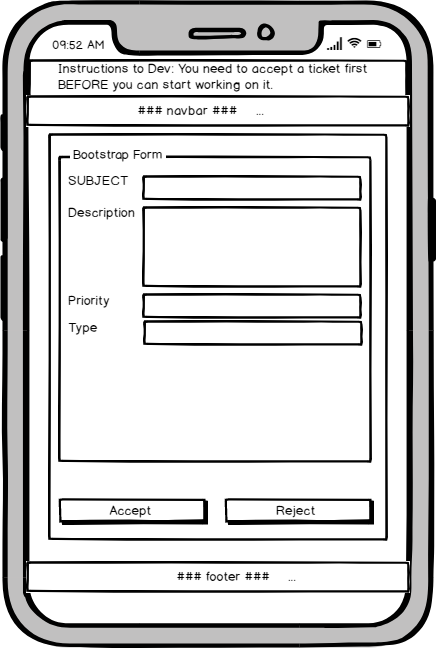 09:52 AM
Instructions to Dev: You need to accept a ticket first
BEFORE you can start working on it.
### navbar ### ...
Bootstrap Form
SUBJECT
Description
Priority
Type
Accept
Reject
### footer ### ...